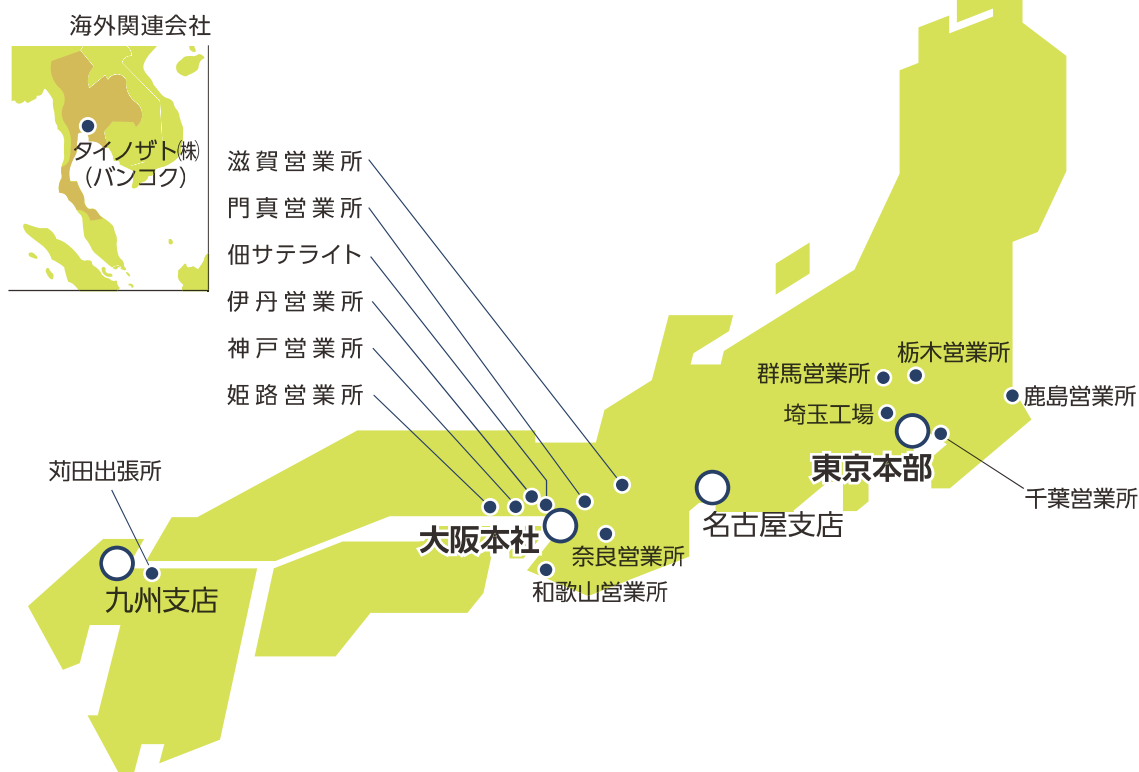 海外関連会社
タイノザト㈱
(バンコク)
滋賀営業所
門真営業所
佃サテライト
伊丹営業所
神戸営業所
姫路営業所
栃木営業所
群馬営業所
鹿島営業所
埼玉工場
東京本部
千葉営業所
名古屋支店
大阪本社
奈良営業所
和歌山営業所
苅田出張所
九州支店